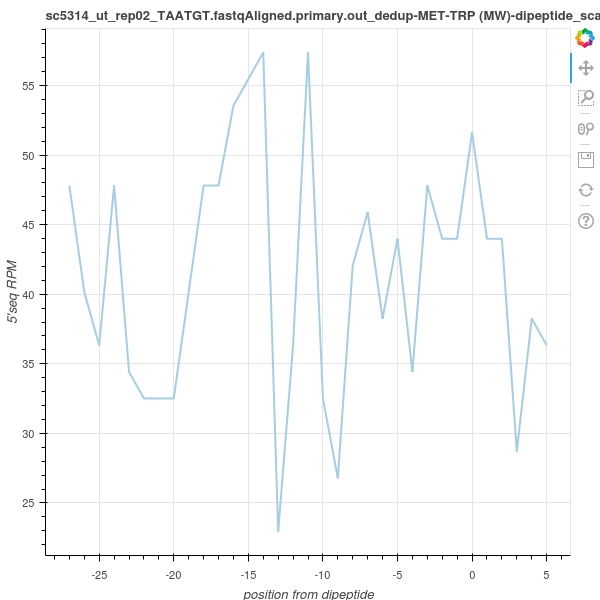 sc5314_ut_rep02_TAATGT.fastqAligned.primary.out_dedup-MET-TRP (MW)-dipeptide_sca
55
50
45
40
35
30
25
5'seq RPM
-25 -20 -15 -10 -5 0 5
position from dipeptide